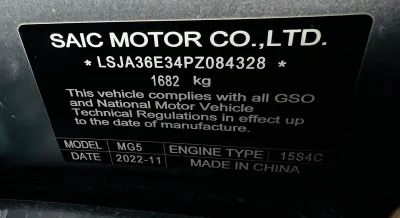 SAIC MOTOR CO.,LTD.
* LSJA36E34PZ084328 *
1682 kg
This vehicle complies with all GSO
and National Motor Vehicle
Technical Regulations in effect up
to the date of manufacture.
MODEL MG5 ENGINE TYPE 15S4C
DATE 2022-11 MADE IN CHINA